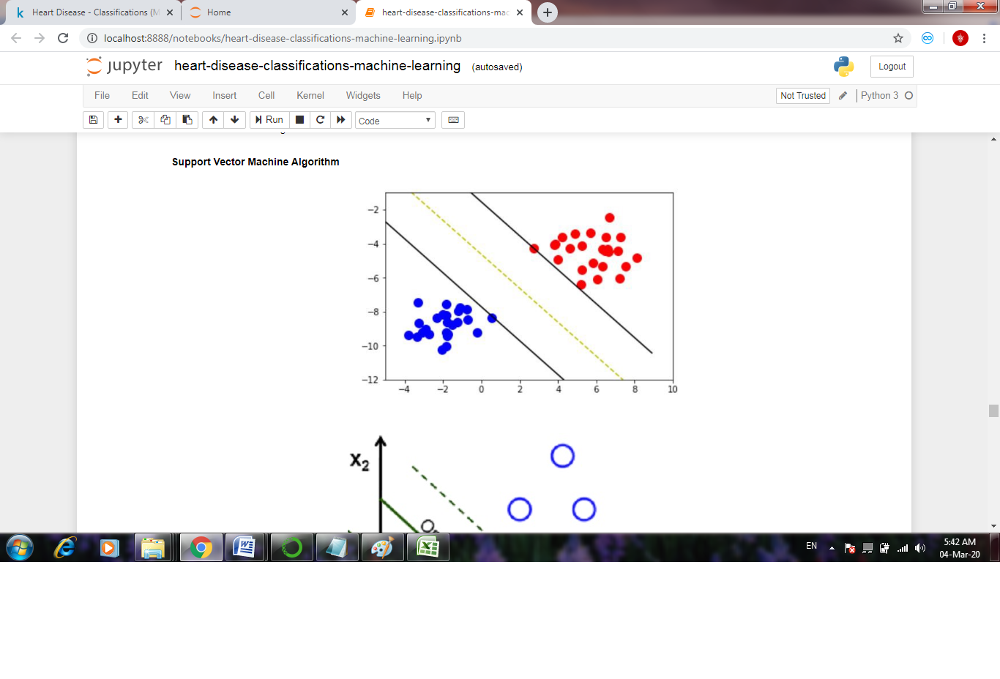 k Heart Disease - Classifications (M
Home
heart-disease-classifications-mac
localhost:8888/notebooks/heart-disease-classifications-machine-learning.ipynb
jupyter heart-disease-classifications-machine-learning (autosaved)
Logout
File Edit View Insert Cell Kernel Widgets Help
Not Trusted
Python 3
Run
Code
Support Vector Machine Algorithm
−2
−4
−6
−8
−10
−12
−4 −2 0 2 4 6 8 10
X2
EN
5:42 AM
04-Mar-20